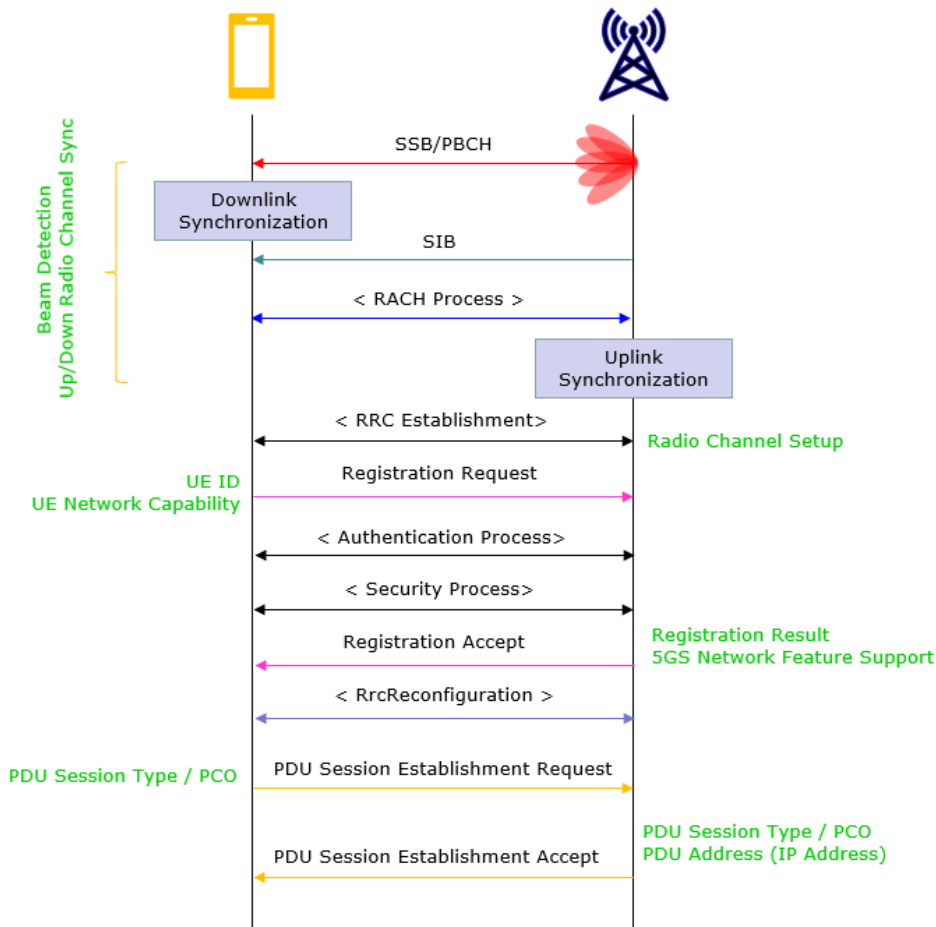 SSB/PBCH
Beam Detection
Up/Down Radio Channel Sync
Downlink
Synchronization
SIB
< RACH Process >
Uplink
Synchronization
< RRC Establishment>
Radio Channel Setup
Registration Request
UE ID
UE Network Capability
< Authentication Process>
< Security Process>
Registration Accept
Registration Result
5GS Network Feature Support
< RrcReconfiguration >
PDU Session Establishment Request
PDU Session Type / PCO
PDU Session Type / PCO
PDU Address (IP Address)
PDU Session Establishment Accept